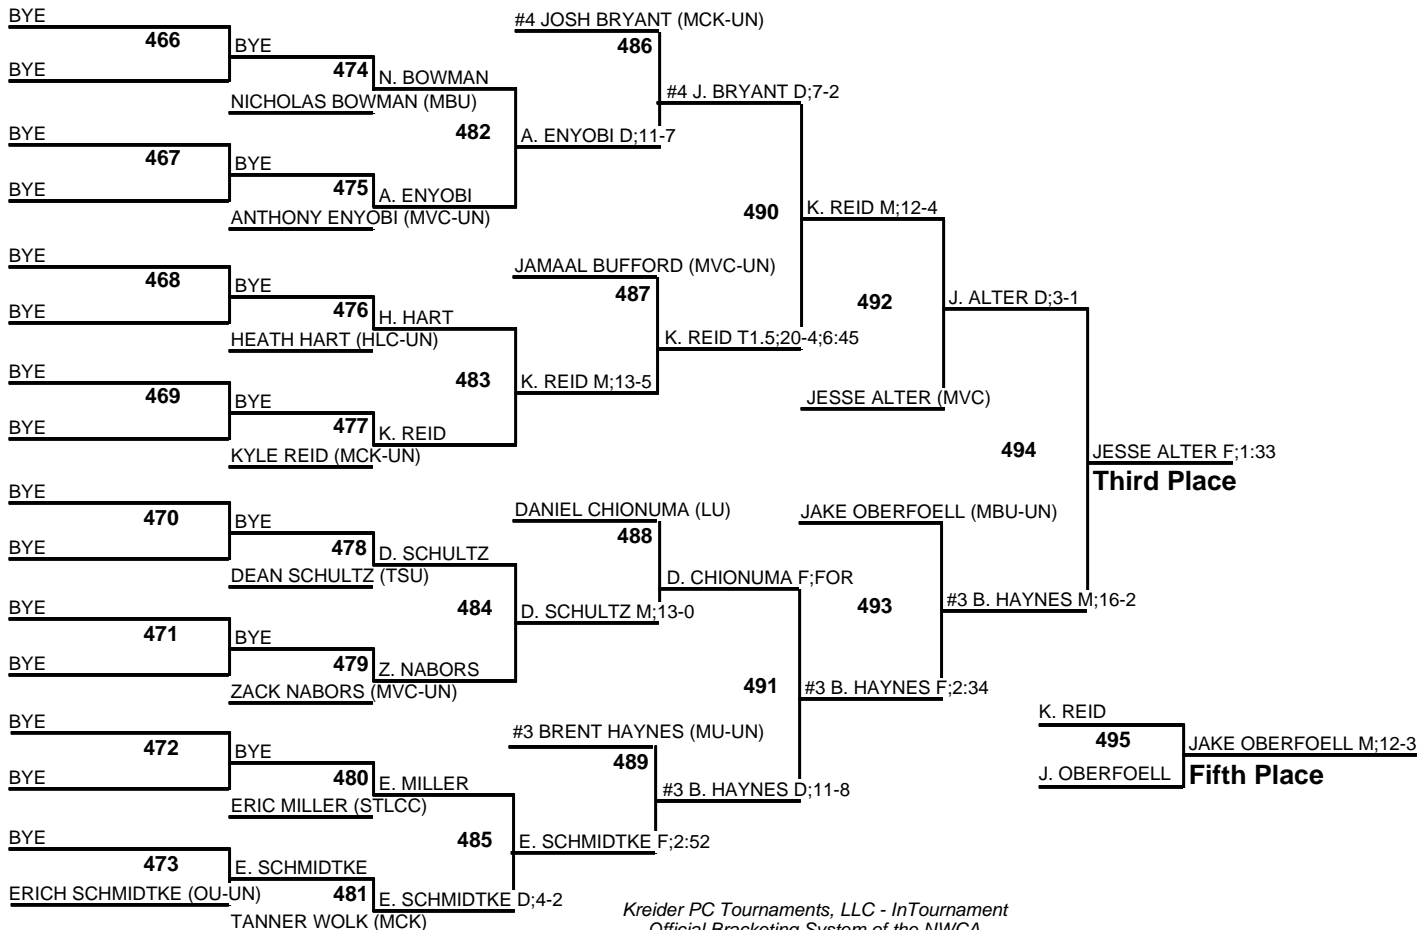 BYE
#4 JOSH BRYANT (MCK-UN)
466
BYE
486
BYE
474
N. BOWMAN
#4 J. BRYANT D;7-2
NICHOLAS BOWMAN (MBU)
BYE
482
A. ENYOBI D;11-7
467
BYE
BYE
475
A. ENYOBI
490
K. REID M;12-4
ANTHONY ENYOBI (MVC-UN)
BYE
JAMAAL BUFFORD (MVC-UN)
468
BYE
487
492
J. ALTER D;3-1
BYE
476
H. HART
HEATH HART (HLC-UN)
K. REID T1.5;20-4;6:45
BYE
483
K. REID M;13-5
469
BYE
JESSE ALTER (MVC)
BYE
477
K. REID
494
JESSE ALTER F;1:33
KYLE REID (MCK-UN)
Third Place
BYE
DANIEL CHIONUMA (LU)
JAKE OBERFOELL (MBU-UN)
470
BYE
488
BYE
478
D. SCHULTZ
DEAN SCHULTZ (TSU)
D. CHIONUMA F;FOR
BYE
484
D. SCHULTZ M;13-0
493
#3 B. HAYNES M;16-2
471
BYE
BYE
479
Z. NABORS
ZACK NABORS (MVC-UN)
491
#3 B. HAYNES F;2:34
BYE
#3 BRENT HAYNES (MU-UN)
K. REID
472
BYE
489
495
JAKE OBERFOELL M;12-3
BYE
480
E. MILLER
J. OBERFOELL
Fifth Place
ERIC MILLER (STLCC)
#3 B. HAYNES D;11-8
BYE
485
E. SCHMIDTKE F;2:52
473
E. SCHMIDTKE
ERICH SCHMIDTKE (OU-UN)
481
E. SCHMIDTKE D;4-2
TANNER WOLK (MCK)
Kreider PC Tournaments, LLC - InTournament
Official Bracketing System of the NWCA